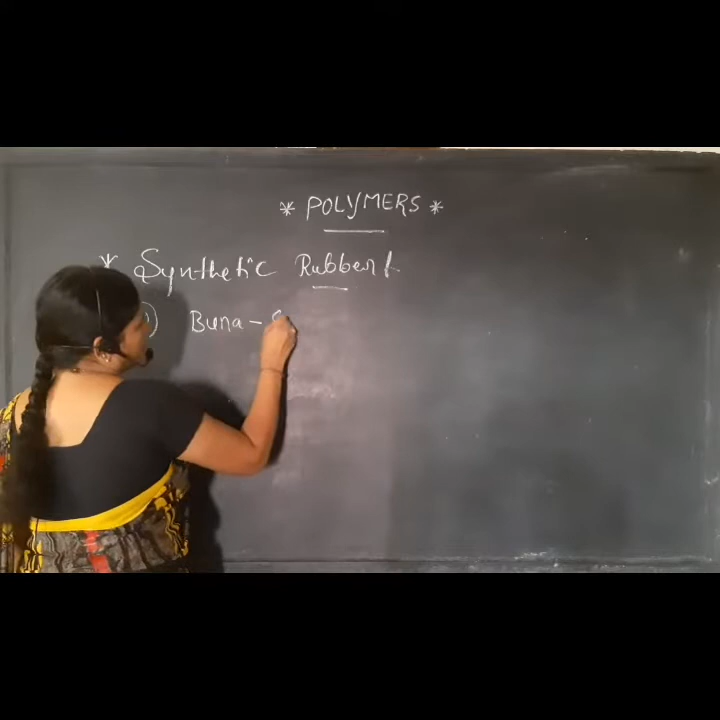 * POLYMERS *
* Synthetic Rubber :
) Buna -